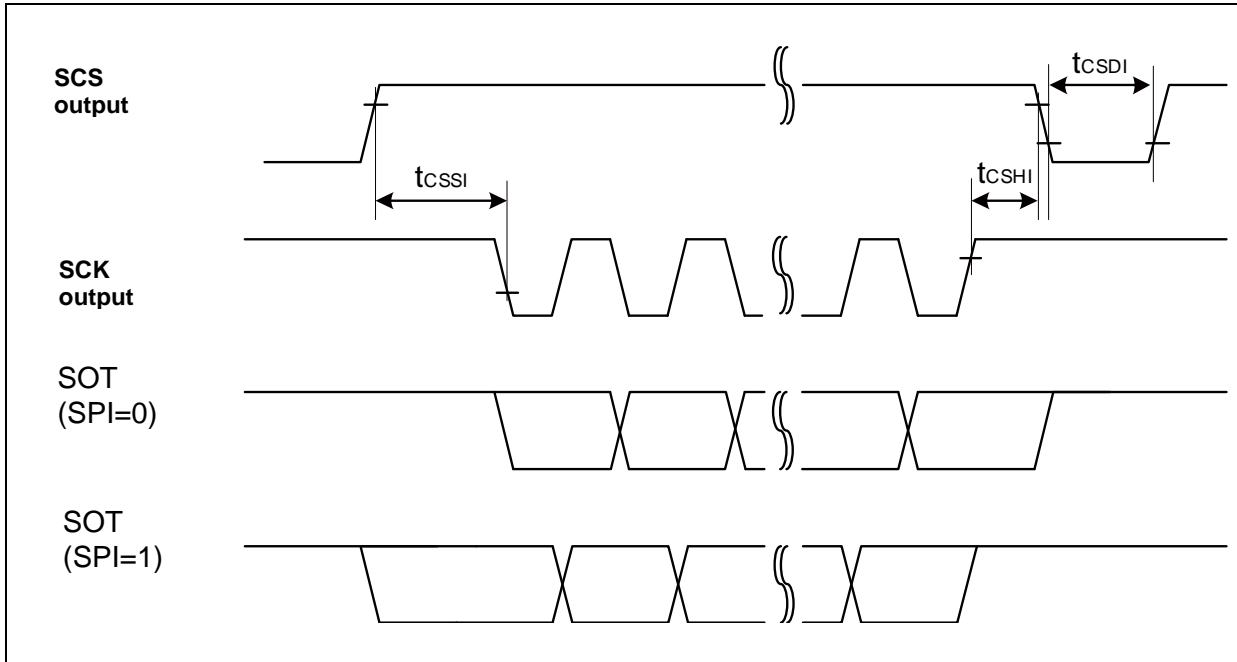 SCS
output
tCSDI
tCSSI
tCSHI
SCK
output
SOT
(SPI=0)
SOT
(SPI=1)